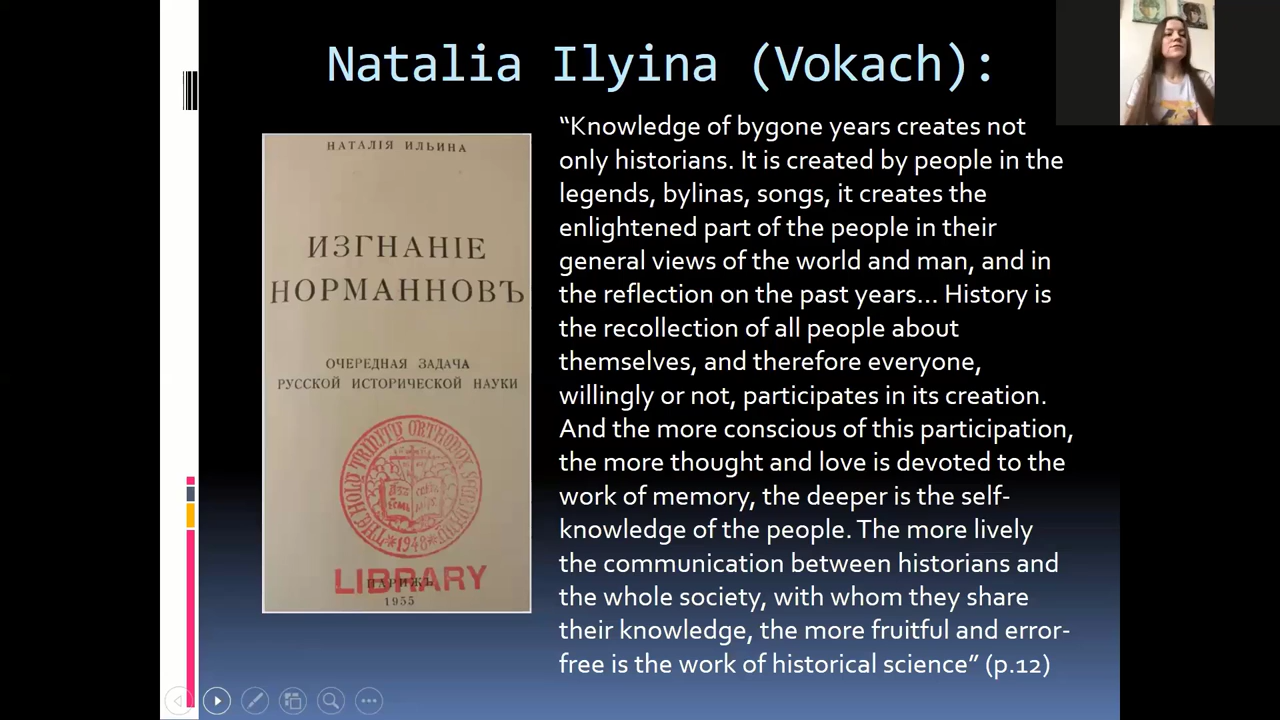 Natalia Ilyina (Vokach):
НАТАЛІЯ ИЛЬИНА
ИЗГНАНІЕ
НОРМАННОВЪ
ОЧЕРЕДНАЯ ЗАДАЧА
РУССКОЙ ИСТОРИЧЕСКОЙ НАУКИ
THE HOLY TRINITY ORTHODOX
1948
LIBRARY
ПАРИЖЪ
1955
“Knowledge of bygone years creates not
only historians. It is created by people in the
legends, bylinas, songs, it creates the
enlightened part of the people in their
general views of the world and man, and in
the reflection on the past years... History is
the recollection of all people about
themselves, and therefore everyone,
willingly or not, participates in its creation.
And the more conscious of this participation,
the more thought and love is devoted to the
work of memory, the deeper is the self-
knowledge of the people. The more lively
the communication between historians and
the whole society, with whom they share
their knowledge, the more fruitful and error-
free is the work of historical science” (p.12)